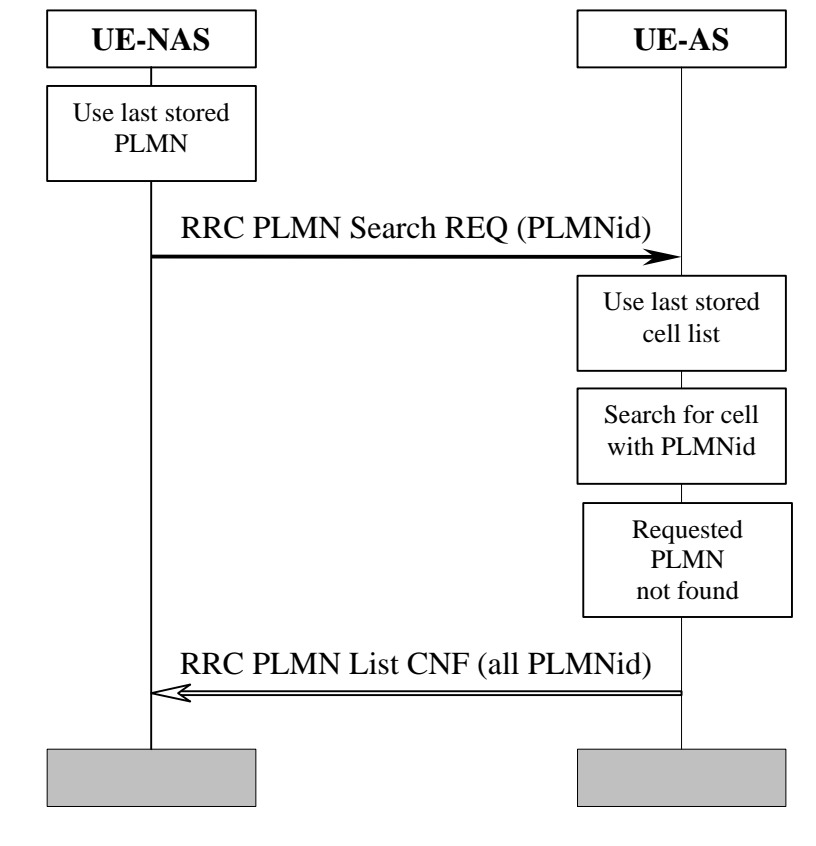 UE-NAS
UE-AS
Use last stored
PLMN
RRC PLMN Search REQ (PLMNid)
Use last stored
cell list
Search for cell
with PLMNid
Requested
PLMN
not found
RRC PLMN List CNF (all PLMNid)